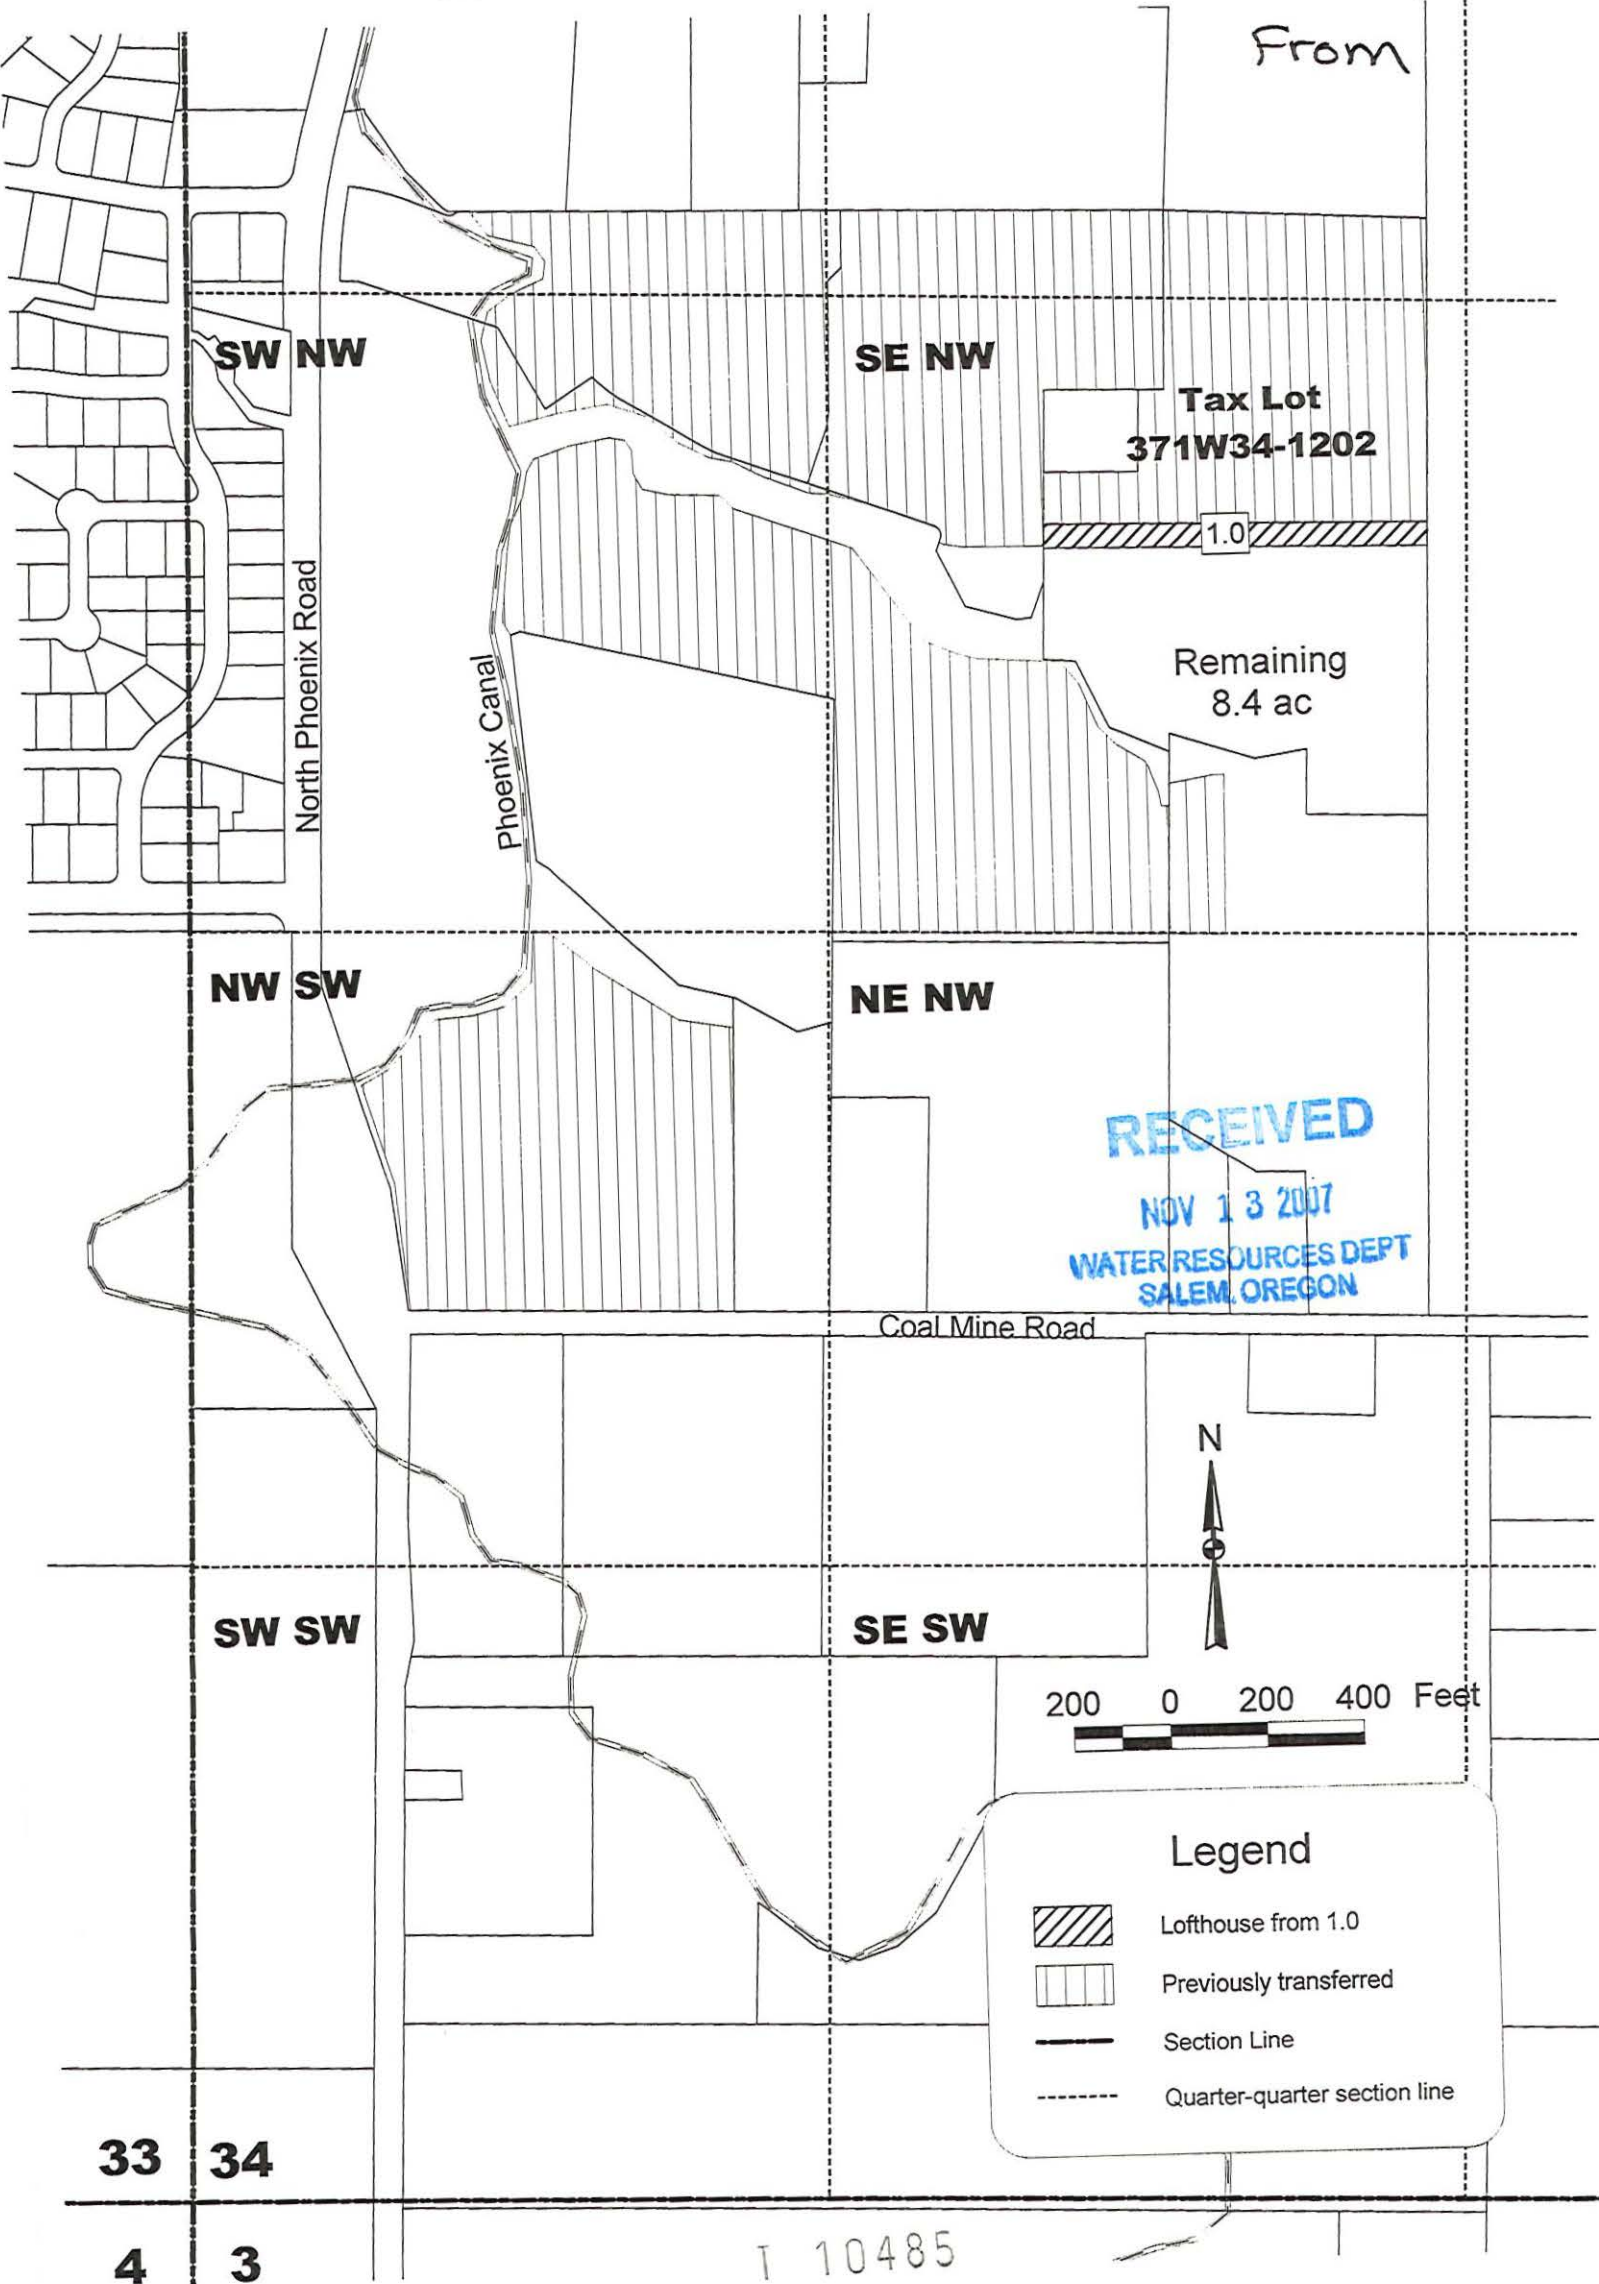 From
SW NW
SE NW
Tax Lot
371W34-1202
1.0
North Phoenix Road
Phoenix Canal
Remaining
8.4 ac
NW SW
NE NW
RECEIVED
NOV 13 2007
WATER RESOURCES DEPT
SALEM, OREGON
Coal Mine Road
N
SW SW
SE SW
200 0 200 400 Feet
Legend
Lofthouse from 1.0
Previously transferred
Section Line
Quarter-quarter section line
33 34
4 3
T 10485